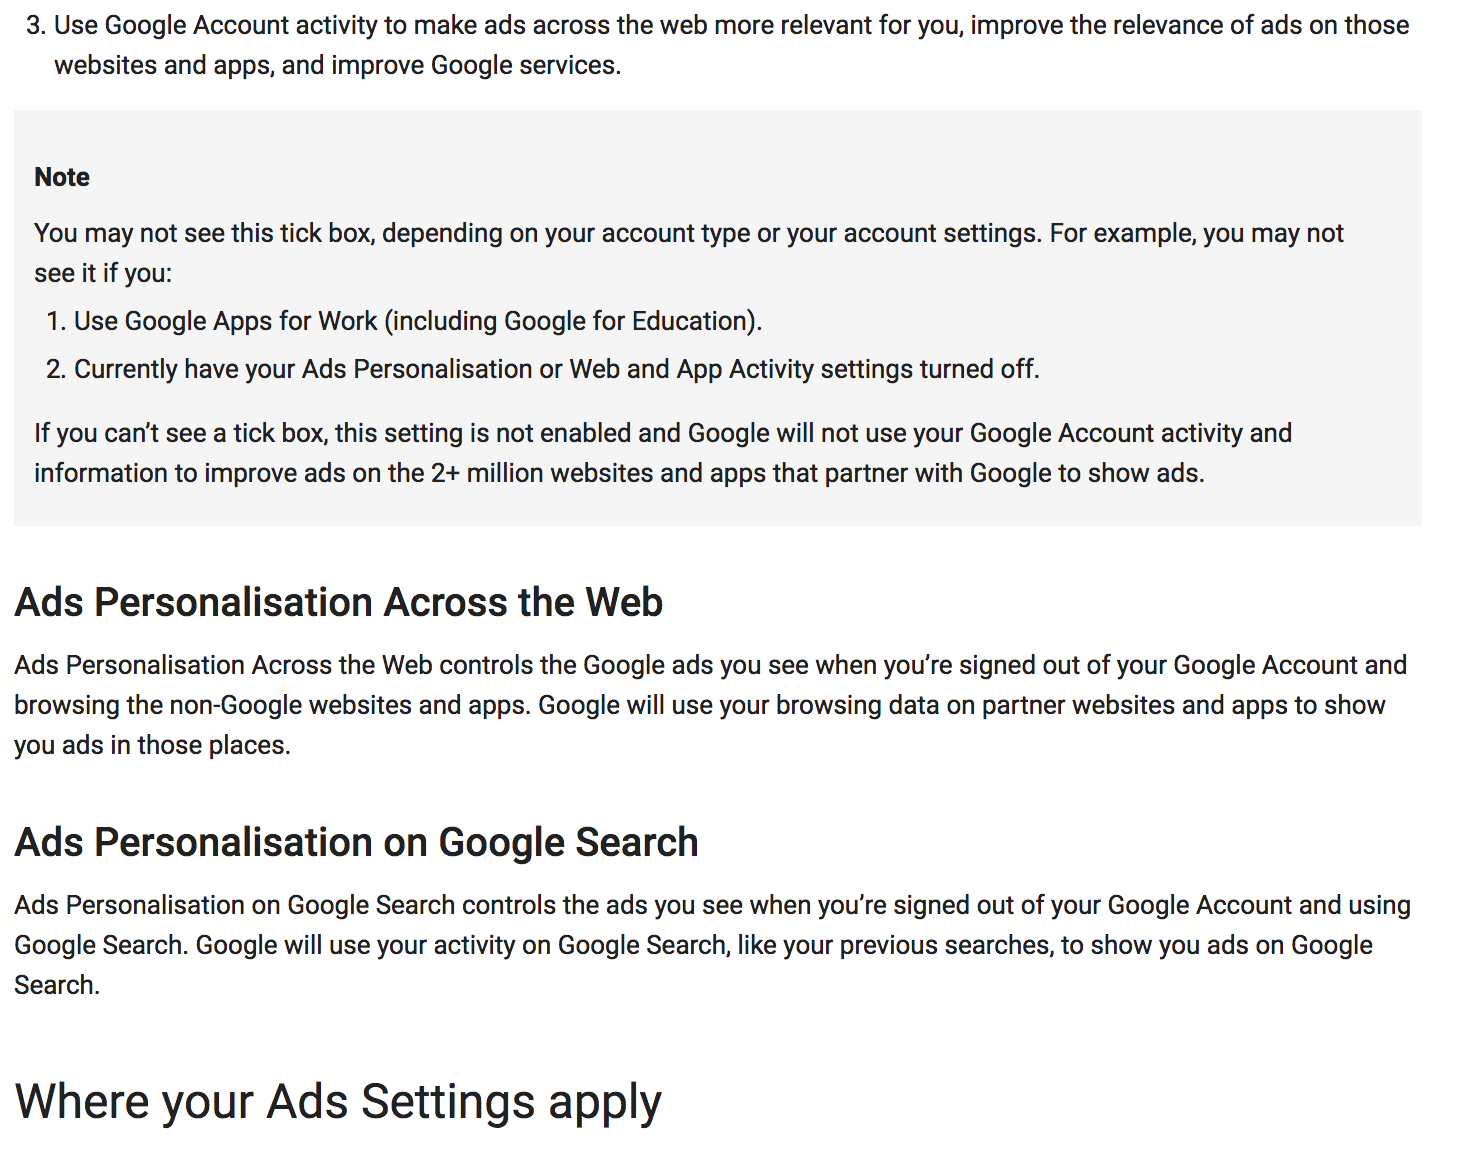 3. Use Google Account activity to make ads across the web more relevant for you, improve the relevance of ads on those
websites and apps, and improve Google services.
Note
You may not see this tick box, depending on your account type or your account settings. For example, you may not
see it if you:
1. Use Google Apps for Work (including Google for Education).
2. Currently have your Ads Personalisation or Web and App Activity settings turned off.
If you can’t see a tick box, this setting is not enabled and Google will not use your Google Account activity and
information to improve ads on the 2+ million websites and apps that partner with Google to show ads.
Ads Personalisation Across the Web
Ads Personalisation Across the Web controls the Google ads you see when you’re signed out of your Google Account and
browsing the non-Google websites and apps. Google will use your browsing data on partner websites and apps to show
you ads in those places.
Ads Personalisation on Google Search
Ads Personalisation on Google Search controls the ads you see when you’re signed out of your Google Account and using
Google Search. Google will use your activity on Google Search, like your previous searches, to show you ads on Google
Search.
Where your Ads Settings apply